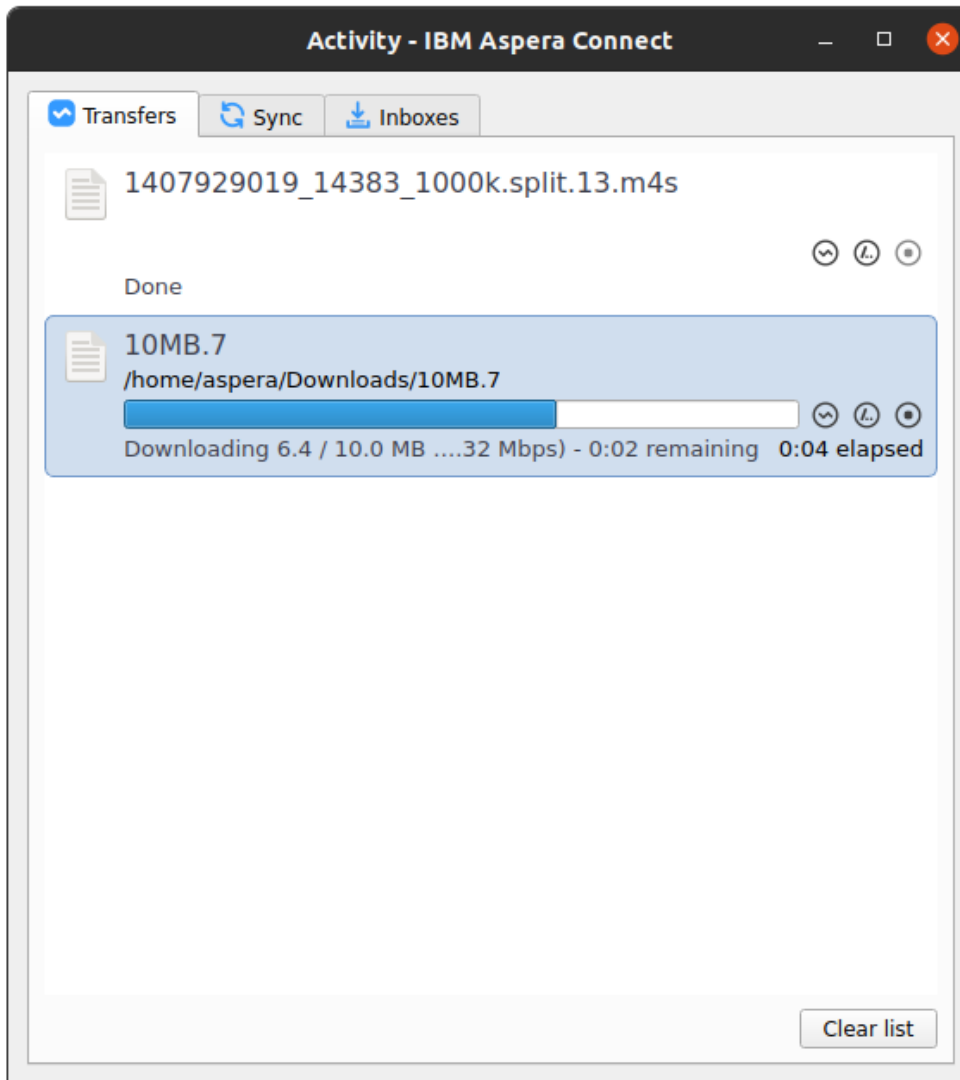 Activity - IBM Aspera Connect
Transfers Sync Inboxes
1407929019_14383_1000k.split.13.m4s
Done
10MB.7
/home/aspera/Downloads/10MB.7
Downloading 6.4 / 10.0 MB ....32 Mbps) - 0:02 remaining 0:04 elapsed
Clear list